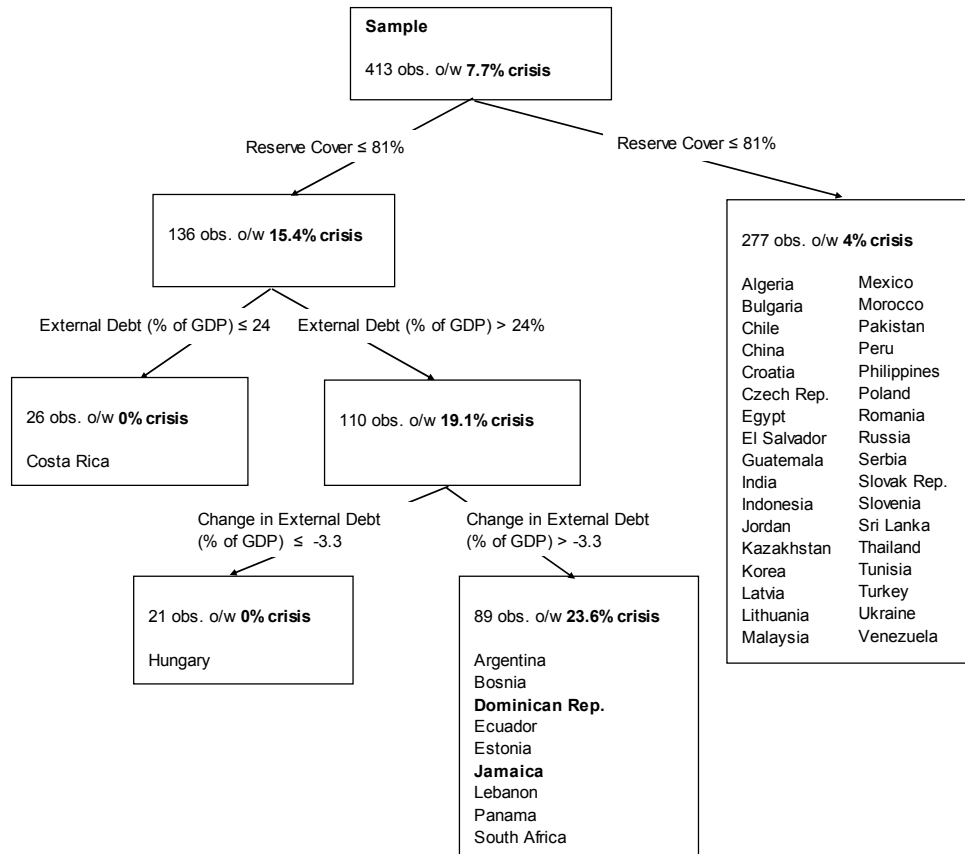 Sample
413 obs. o/w 7.7% crisis
Reserve Cover ≤ 81%
Reserve Cover ≤ 81%
136 obs. o/w 15.4% crisis
277 obs. o/w 4% crisis
Algeria
Bulgaria
Chile
China
Croatia
Czech Rep.
Egypt
El Salvador
Guatemala
India
Indonesia
Jordan
Kazakhstan
Korea
Latvia
Lithuania
Malaysia
Mexico
Morocco
Pakistan
Peru
Philippines
Poland
Romania
Russia
Serbia
Slovak Rep.
Slovenia
Sri Lanka
Thailand
Tunisia
Turkey
Ukraine
Venezuela
External Debt (% of GDP) ≤ 24
External Debt (% of GDP) > 24%
26 obs. o/w 0% crisis
Costa Rica
110 obs. o/w 19.1% crisis
Change in External Debt
(% of GDP) ≤ -3.3
Change in External Debt
(% of GDP) > -3.3
21 obs. o/w 0% crisis
Hungary
89 obs. o/w 23.6% crisis
Argentina
Bosnia
Dominican Rep.
Ecuador
Estonia
Jamaica
Lebanon
Panama
South Africa